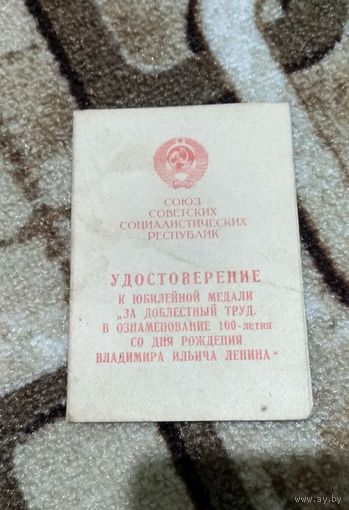 СОЮЗ
СОВЕТСКИХ
СОЦИАЛИСТИЧЕСКИХ
РЕСПУБЛИК
УДОСТОВЕРЕНИЕ
К ЮБИЛЕЙНОЙ МЕДАЛИ
„ЗА ДОБЛЕСТНЫЙ ТРУД.
В ОЗНАМЕНОВАНИЕ 100-летия
СО ДНЯ РОЖДЕНИЯ
ВЛАДИМИРА ИЛЬИЧА ЛЕНИНА“
www.ay.by